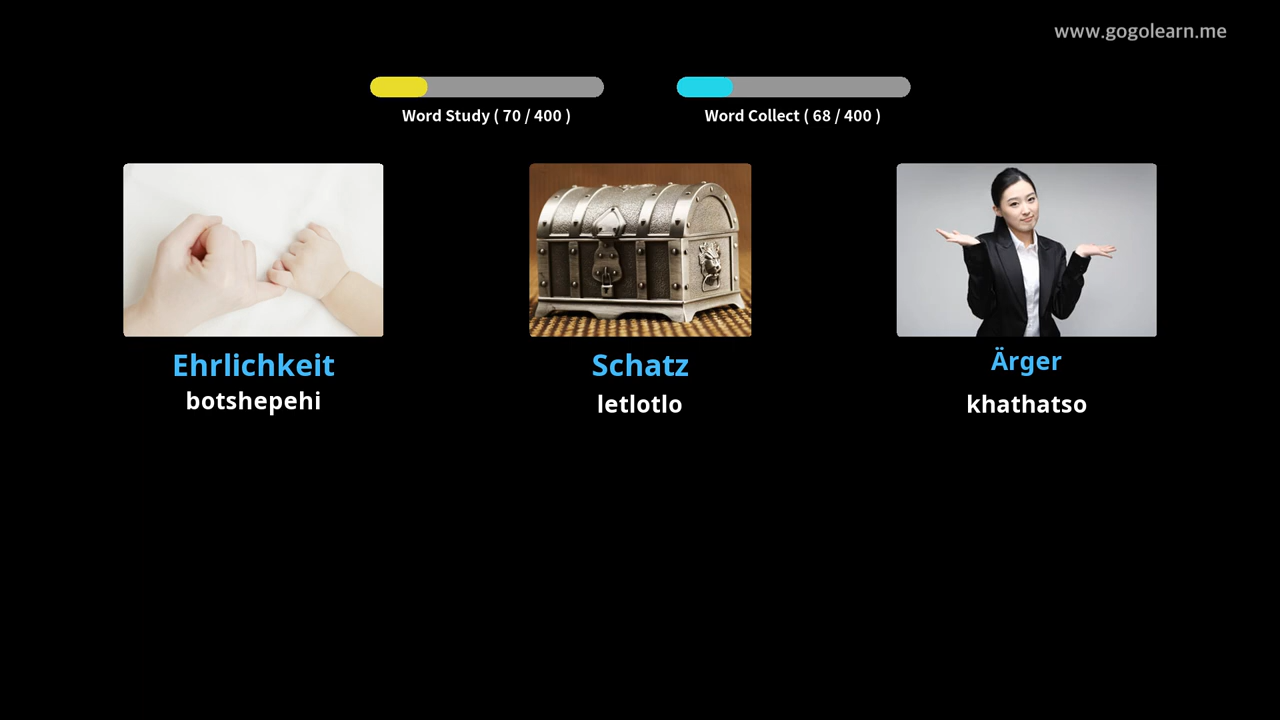 www.gogolearn.me
Word Study ( 70 / 400 )
Word Collect ( 68 / 400 )
Ehrlichkeit
botshepehi
Schatz
letlotlo
Ärger
khathatso